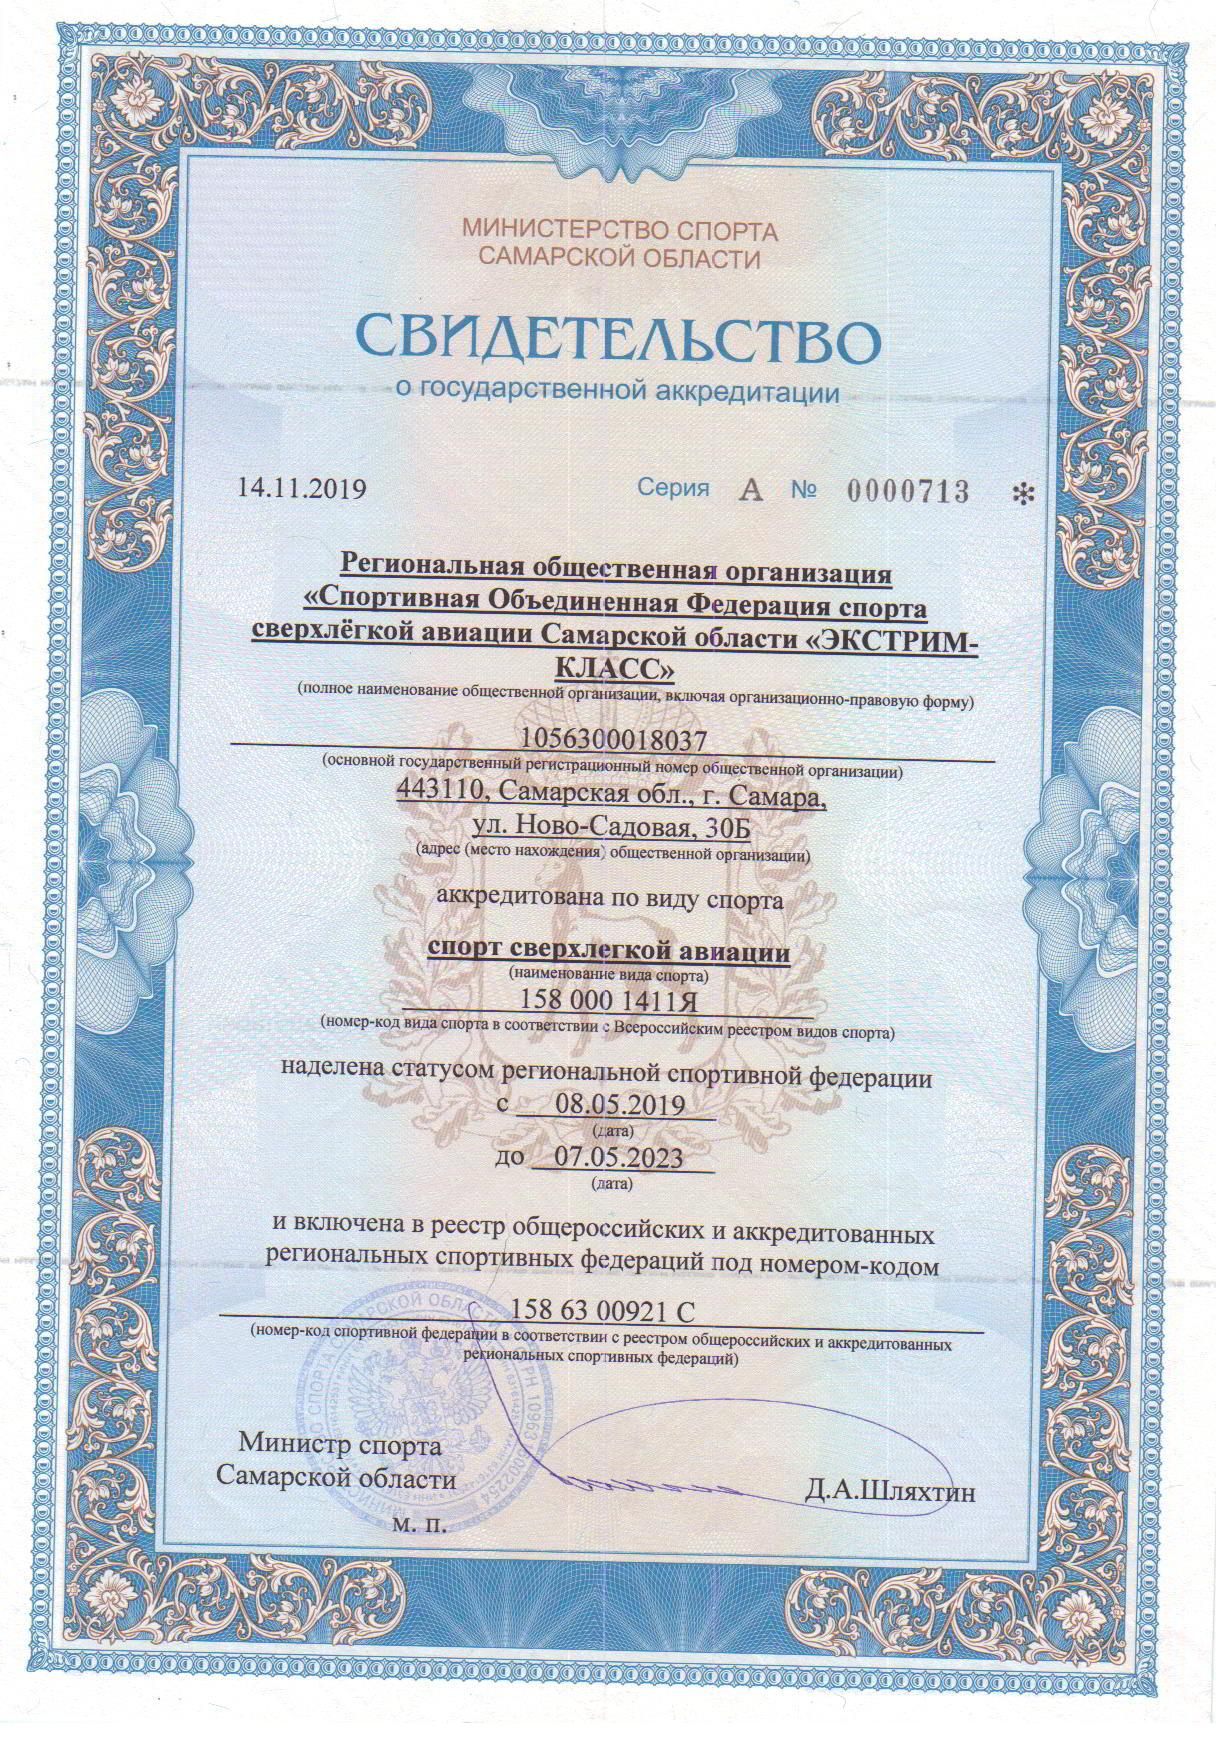 МИНИСТЕРСТВО СПОРТА
САМАРСКОЙ ОБЛАСТИ
СВИДЕТЕЛЬСТВО
о государственной аккредитации
14.11.2019 Серия А № 0000713 *
Региональная общественная организация
«Спортивная Объединенная Федерация спорта
сверхлёгкой авиации Самарской области «ЭКСТРИМ-
КЛАСС»
(полное наименование общественной организации, включая организационно-правовую форму)
1056300018037
(основной государственный регистрационный номер общественной организации)
443110, Самарская обл., г. Самара,
ул. Ново-Садовая, 30Б
(адрес (место нахождения) общественной организации)
аккредитована по виду спорта
спорт сверхлегкой авиации
(наименование вида спорта)
158 000 1411Я
(номер-код вида спорта в соответствии с Всероссийским реестром видов спорта)
наделена статусом региональной спортивной федерации
с 08.05.2019
(дата)
до 07.05.2023
(дата)
и включена в реестр общероссийских и аккредитованных
региональных спортивных федераций под номером-кодом
158 63 00921 С
(номер-код спортивной федерации в соответствии с реестром общероссийских и аккредитованных
региональных спортивных федераций)
Министр спорта
Самарской области
Д.А.Шляхтин
м. п.